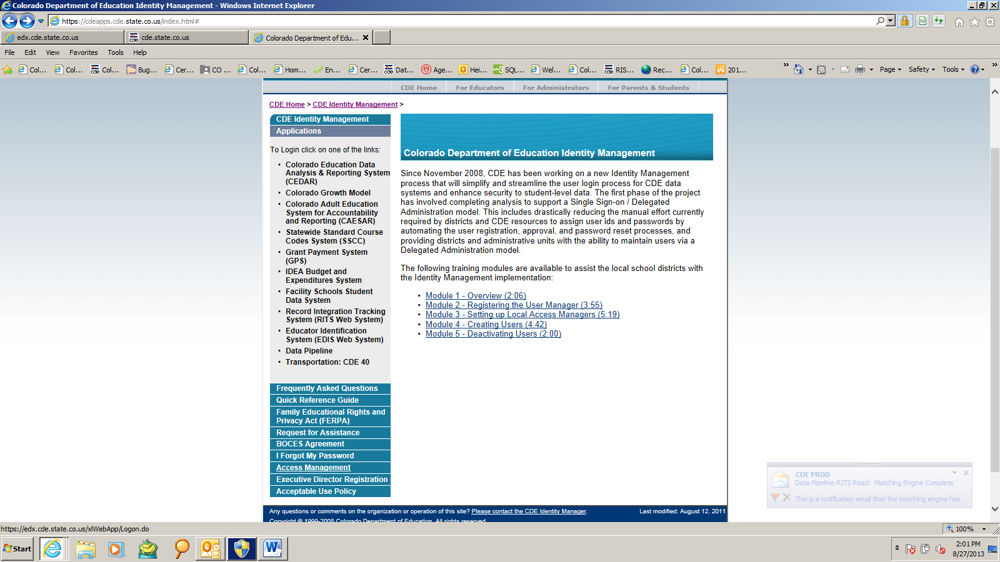 Colorado Department of Education Identity Management - Windows Internet Explorer
https://cdeapps.cde.state.co.us/index.html#
edx.cde.state.co.us
cde.state.co.us
Colorado Department of Edu...
File Edit View Favorites Tools Help
Col... Col... Col... Bug... Cer... CO ... Col... Hom... En... Cer... Dat... Age... Hei... SQL... Wel... Col... RIS... Rec... Col... 201... Page Safety Tools
CDE Home For Educators For Administrators For Parents & Students
CDE Home > CDE Identity Management >
CDE Identity Management
Applications
To Login click on one of the links:
• Colorado Education Data
Analysis & Reporting System
(CEDAR)
• Colorado Growth Model
• Colorado Adult Education
System for Accountability
and Reporting (CAESAR)
• Statewide Standard Course
Codes System (SSCC)
• Grant Payment System
(GPS)
• IDEA Budget and
Expenditures System
• Facility Schools Student
Data System
• Record Integration Tracking
System (RITS Web System)
• Educator Identification
System (EDIS Web System)
• Data Pipeline
• Transportation: CDE 40
Frequently Asked Questions
Quick Reference Guide
Family Educational Rights and
Privacy Act (FERPA)
Request for Assistance
BOCES Agreement
I Forgot My Password
Access Management
Executive Director Registration
Acceptable Use Policy
Colorado Department of Education Identity Management
Since November 2008, CDE has been working on a new Identity Management
process that will simplify and streamline the user login process for CDE data
systems and enhance security to student-level data. The first phase of the project
has involved completing analysis to support a Single Sign-on / Delegated
Administration model. This includes drastically reducing the manual effort currently
required by districts and CDE resources to assign user ids and passwords by
automating the user registration, approval, and password reset processes, and
providing districts and administrative units with the ability to maintain users via a
Delegated Administration model.
The following training modules are available to assist the local school districts with
the Identity Management implementation:
• Module 1 - Overview (2:06)
• Module 2 - Registering the User Manager (3:55)
• Module 3 - Setting up Local Access Managers (5:19)
• Module 4 - Creating Users (4:42)
• Module 5 - Deactivating Users (2:00)
CDE PROD
Data Pipeline-RITS Read: Matching Engine Complete
This is a notification email that the matching engine has
Any questions or comments on the organization or operation of this site? Please contact the CDE Identity Manager. Last modified: August 12, 2011
Copyright © 1999-2008 Colorado Department of Education. All rights reserved.
https://edx.cde.state.co.us/xlWebApp/Logon.do
100%
Start
2:01 PM
8/27/2013